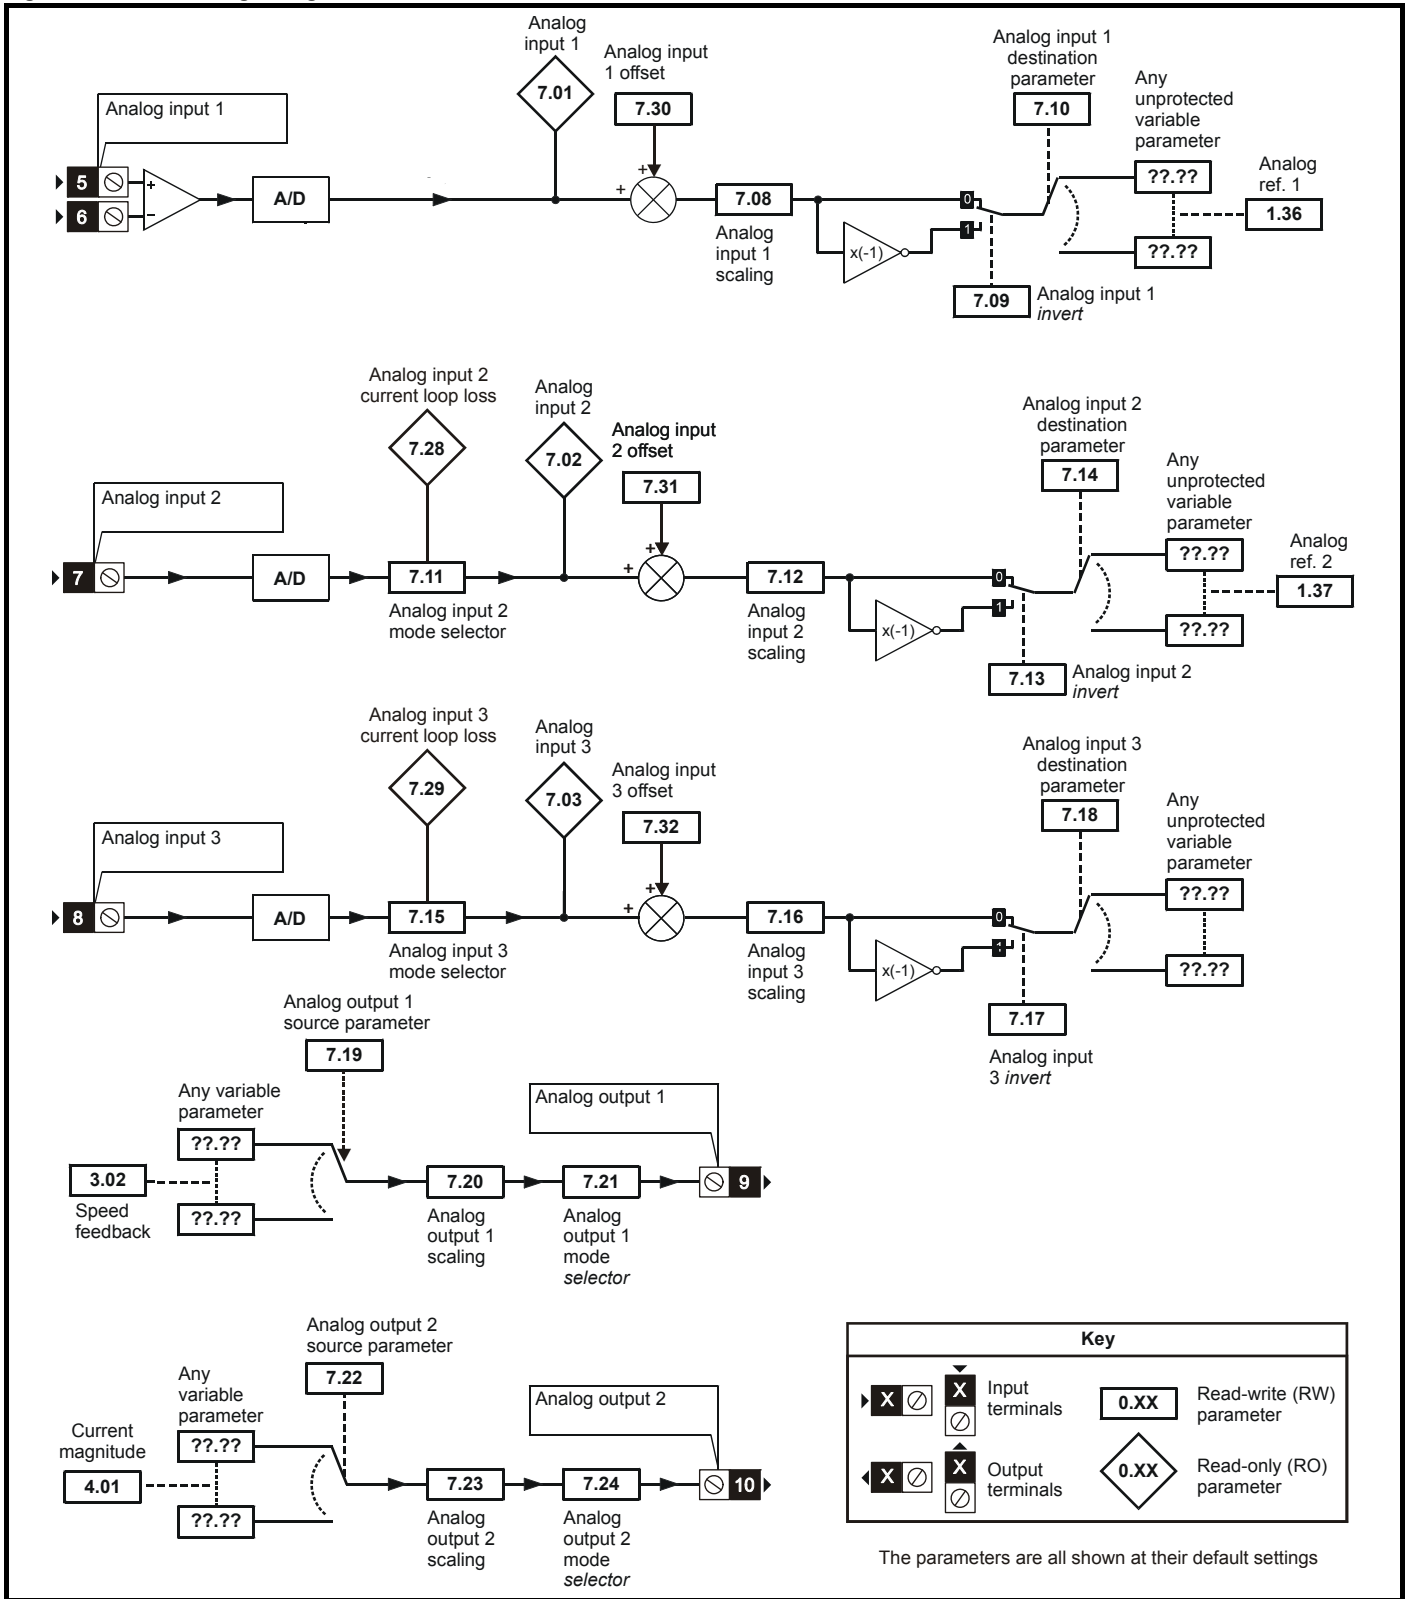 Analog
input 1
Analog input
1 offset
Analog input 1
destination
parameter
Any
unprotected
variable
parameter
Analog input 1
7.01
7.30
7.10
5
6
+
−
A/D
+
+
7.08
Analog
input 1
scaling
x(-1)
0
1
7.09
Analog input 1
invert
??.??
??.??
Analog
ref. 1
1.36
Analog input 2
current loop loss
Analog
input 2
Analog input
2 offset
Analog input 2
destination
parameter
Any
unprotected
variable
parameter
Analog input 2
7.28
7.02
7.31
7.14
7
A/D
7.11
Analog input 2
mode selector
+
+
7.12
Analog
input 2
scaling
x(-1)
0
1
7.13
Analog input 2
invert
??.??
??.??
Analog
ref. 2
1.37
Analog input 3
current loop loss
Analog
input 3
Analog input
3 offset
Analog input 3
destination
parameter
Any
unprotected
variable
parameter
Analog input 3
7.29
7.03
7.32
7.18
8
A/D
7.15
Analog input 3
mode selector
+
+
7.16
Analog
input 3
scaling
x(-1)
0
1
7.17
Analog input
3 invert
??.??
??.??
Analog output 1
source parameter
7.19
Any variable
parameter
??.??
??.??
3.02
Speed
feedback
7.20
Analog
output 1
scaling
7.21
Analog
output 1
mode
selector
Analog output 1
9
Analog output 2
source parameter
7.22
Any
variable
parameter
??.??
??.??
Current
magnitude
4.01
7.23
Analog
output 2
scaling
7.24
Analog
output 2
mode
selector
Analog output 2
10
Key
X
X
Input
terminals
0.XX
Read-write (RW)
parameter
X
X
Output
terminals
0.XX
Read-only (RO)
parameter
The parameters are all shown at their default settings